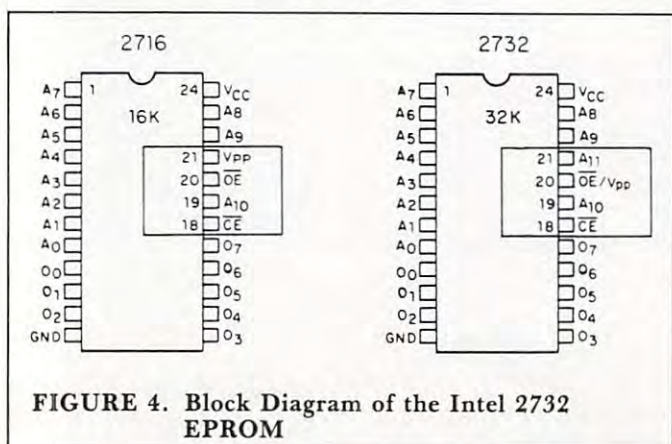 2716 2732
A7 1 24 VCC A7 1 24 VCC
A6 16K A8 A6 32K A8
A5 A9 A5 A9
A4 21 VPP A4 21 A11
A3 20 OE A3 20 OE/VPP
A2 19 A10 A2 19 A10
A1 18 CE A1 18 CE
A0 O7 A0 O7
O0 O6 O0 O6
O1 O5 O1 O5
O2 O4 O2 O4
GND O3 GND O3
FIGURE 4. Block Diagram of the Intel 2732
EPROM